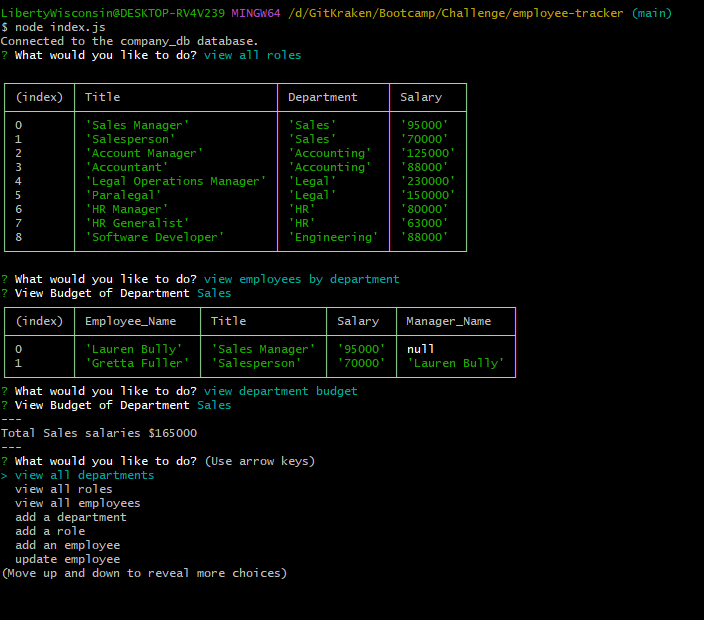 LibertyWisconsin@DESKTOP-RV4V239 MINGW64 /d/GitKraken/Bootcamp/Challenge/employee-tracker (main)
$ node index.js
Connected to the company_db database.
? What would you like to do? view all roles
(index) Title Department Salary
0 'Sales Manager' 'Sales' '95000'
1 'Salesperson' 'Sales' '70000'
2 'Account Manager' 'Accounting' '125000'
3 'Accountant' 'Accounting' '88000'
4 'Legal Operations Manager' 'Legal' '230000'
5 'Paralegal' 'Legal' '150000'
6 'HR Manager' 'HR' '80000'
7 'HR Generalist' 'HR' '63000'
8 'Software Developer' 'Engineering' '88000'
? What would you like to do? view employees by department
? View Budget of Department Sales
(index) Employee_Name Title Salary Manager_Name
0 'Lauren Bully' 'Sales Manager' '95000' null
1 'Gretta Fuller' 'Salesperson' '70000' 'Lauren Bully'
? What would you like to do? view department budget
? View Budget of Department Sales
---
Total Sales salaries $165000
---
? What would you like to do? (Use arrow keys)
> view all departments
view all roles
view all employees
add a department
add a role
add an employee
update employee
(Move up and down to reveal more choices)